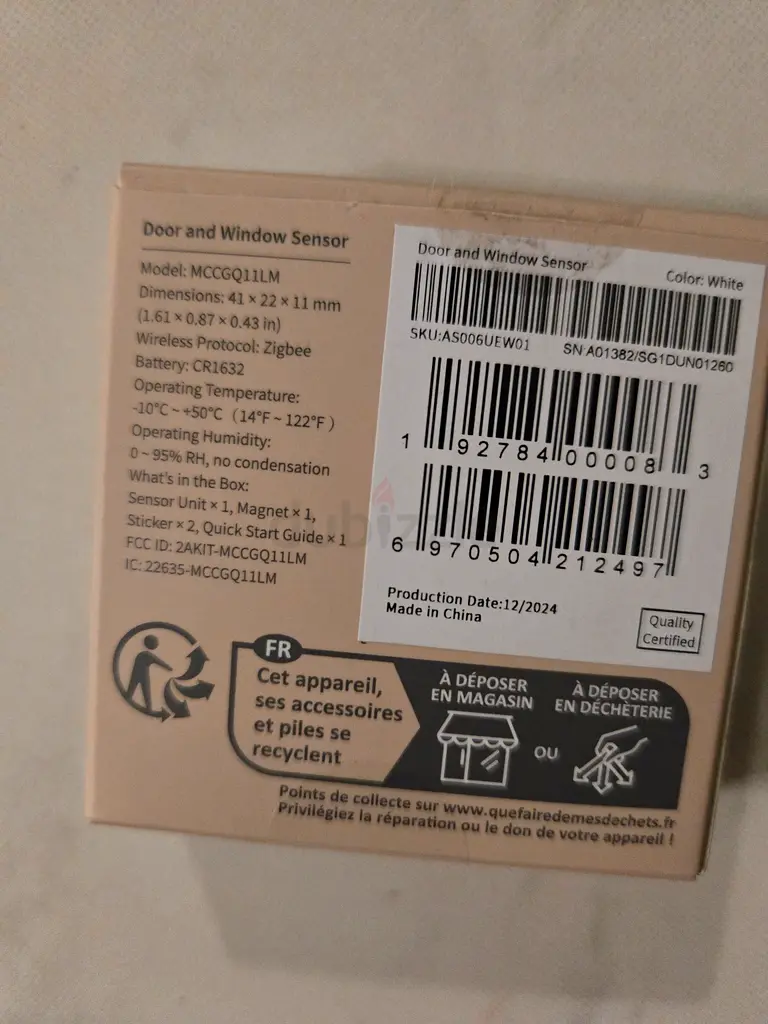 Door and Window Sensor
Model: MCCGQ11LM
Dimensions: 41 × 22 × 11 mm
(1.61 × 0.87 × 0.43 in)
Wireless Protocol: Zigbee
Battery: CR1632
Operating Temperature:
-10°C ~ +50°C (14°F ~ 122°F)
Operating Humidity:
0 ~ 95% RH, no condensation
What's in the Box:
Sensor Unit × 1, Magnet × 1,
Sticker × 2, Quick Start Guide × 1
FCC ID: 2AKIT-MCCGQ11LM
IC: 22635-MCCGQ11LM
Door and Window Sensor
Color: White
SKU:AS006UEW01 SN:A01382/SG1DUN01260
1 92784 00008 3
6 970504 212497
Production Date:12/2024
Made in China
Quality
Certified
FR
Cet appareil,
ses accessoires
et piles se
recyclent
À DÉPOSER
EN MAGASIN
OU
À DÉPOSER
EN DÉCHÈTERIE
Points de collecte sur www.quefairedemesdechets.fr
Privilégiez la réparation ou le don de votre appareil !
dubizzle